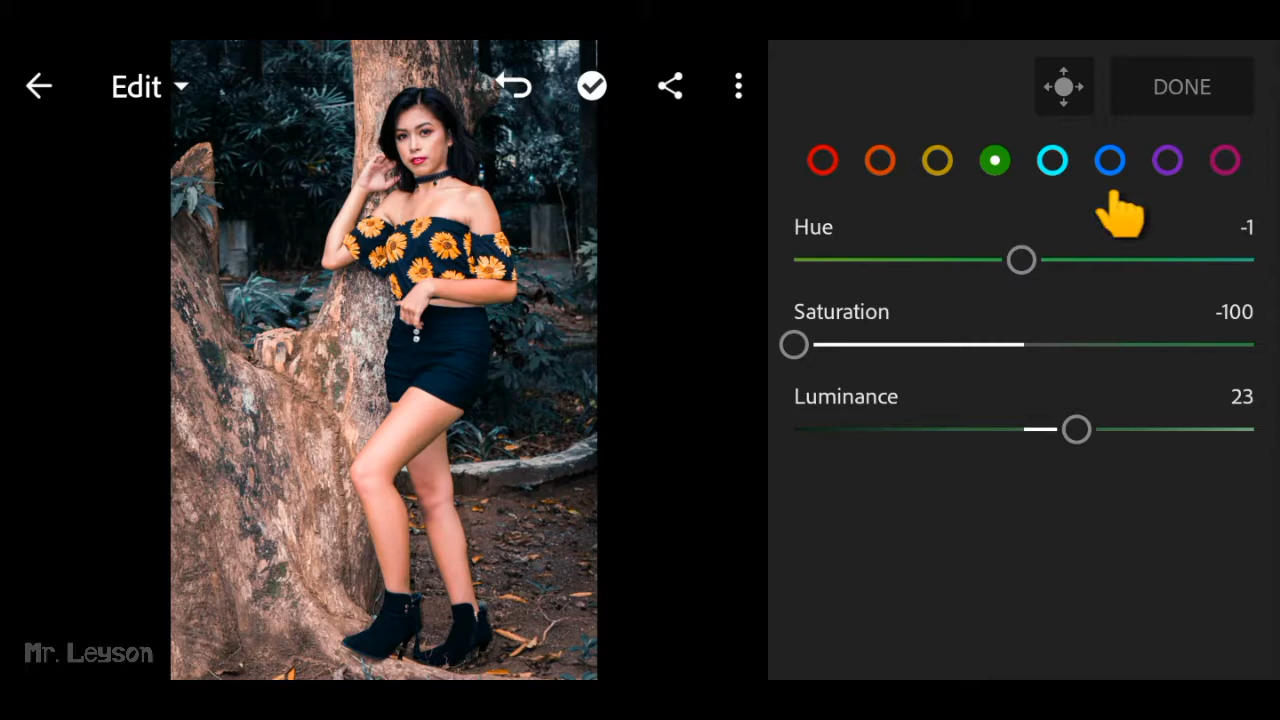 Edit
DONE
Hue -1
Saturation -100
Luminance 23
Mr. Leyson